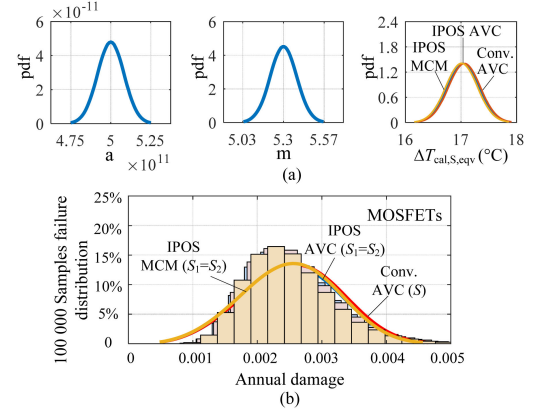 6 ×10⁻¹¹
4
2
0
pdf
4.75 5 5.25
a ×10¹¹
6
4
2
0
pdf
5.03 5.3 5.57
m
2.4
1.8
1.2
0.6
0
pdf
IPOS AVC
IPOS
MCM
Conv.
AVC
16 17 18
ΔT_cal,S,eqv (°C)
(a)
25%
20%
15%
10%
5%
0
100 000 Samples failure
distribution
MOSFETs
IPOS
MCM (S₁=S₂)
IPOS
AVC (S₁=S₂)
Conv.
AVC (S)
0 0.001 0.002 0.003 0.004 0.005
Annual damage
(b)